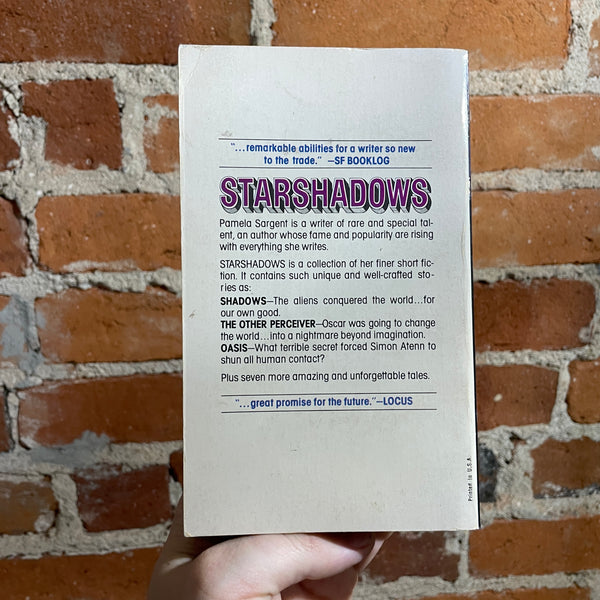 "...remarkable abilities for a writer so new
to the trade." —SF BOOKLOG
STARSHADOWS
Pamela Sargent is a writer of rare and special tal-
ent, an author whose fame and popularity are rising
with everything she writes.
STARSHADOWS is a collection of her finer short fic-
tion. It contains such unique and well-crafted sto-
ries as:
SHADOWS—The aliens conquered the world...for
our own good.
THE OTHER PERCEIVER—Oscar was going to change
the world...into a nightmare beyond imagination.
OASIS—What terrible secret forced Simon Atenn to
shun all human contact?
Plus seven more amazing and unforgettable tales.
"...great promise for the future."—LOCUS
Printed in U.S.A.